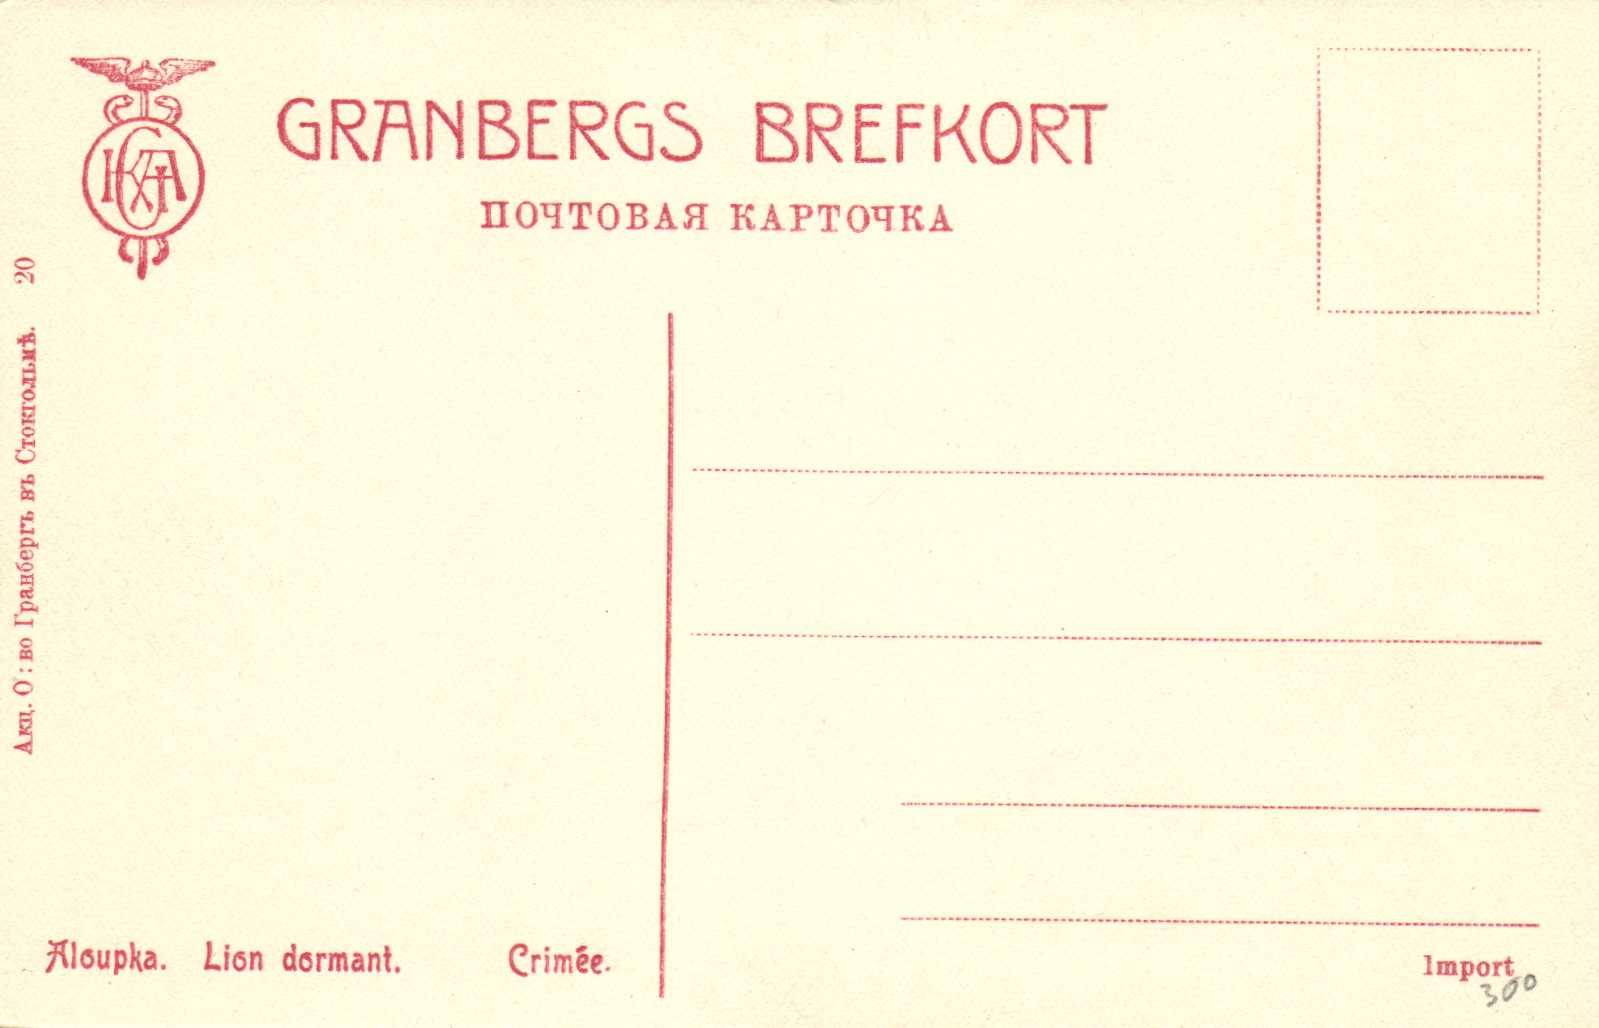 GRANBERGS BREFKORT
ПОЧТОВАЯ КАРТОЧКА
Акц. О: во Гранбергъ въ Стокгольмѣ. 20
Aloupka. Lion dormant. Crimée.
Import
300